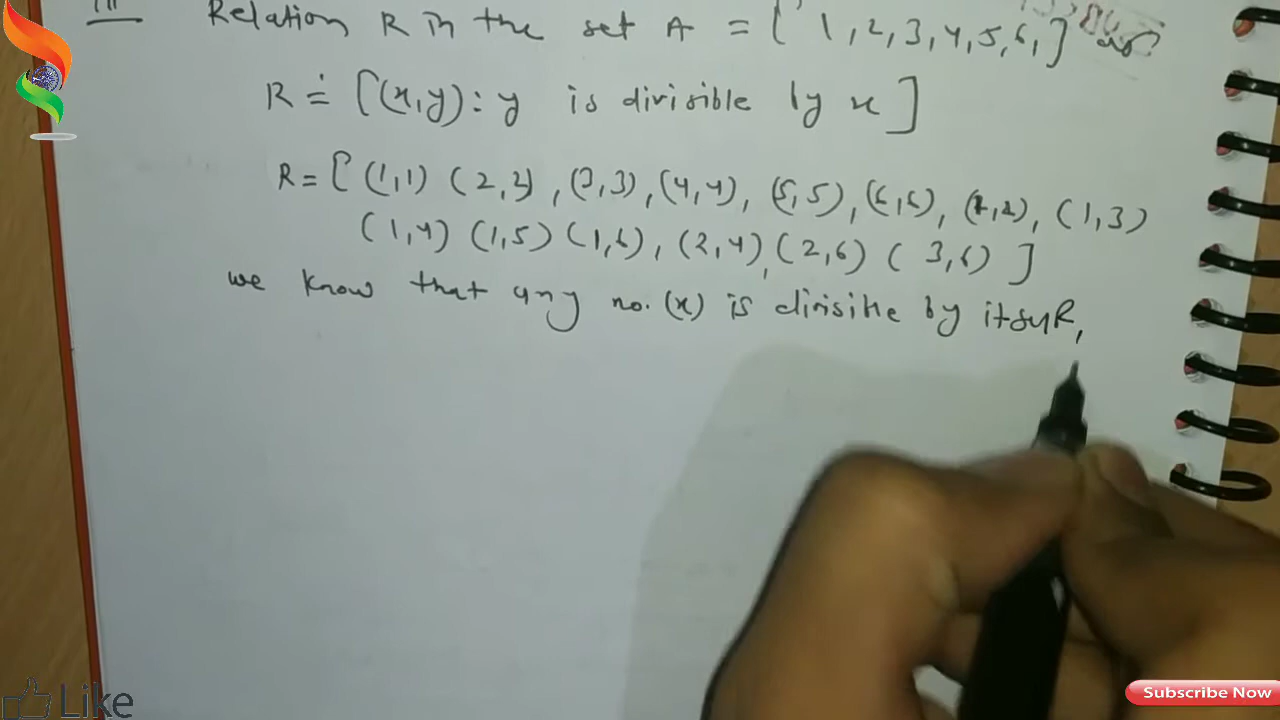 III Relation R in the set A = { 1, 2, 3, 4, 5, 6, } as
R = [(x,y) : y is divisible by x]
R = [ (1,1) (2,2), (3,3), (4,4), (5,5), (6,6), (1,2), (1,3)
(1,4) (1,5) (1,6), (2,4), (2,6) (3,6) ]
we know that any no. (x) is divisible by
Like
Subscribe Now